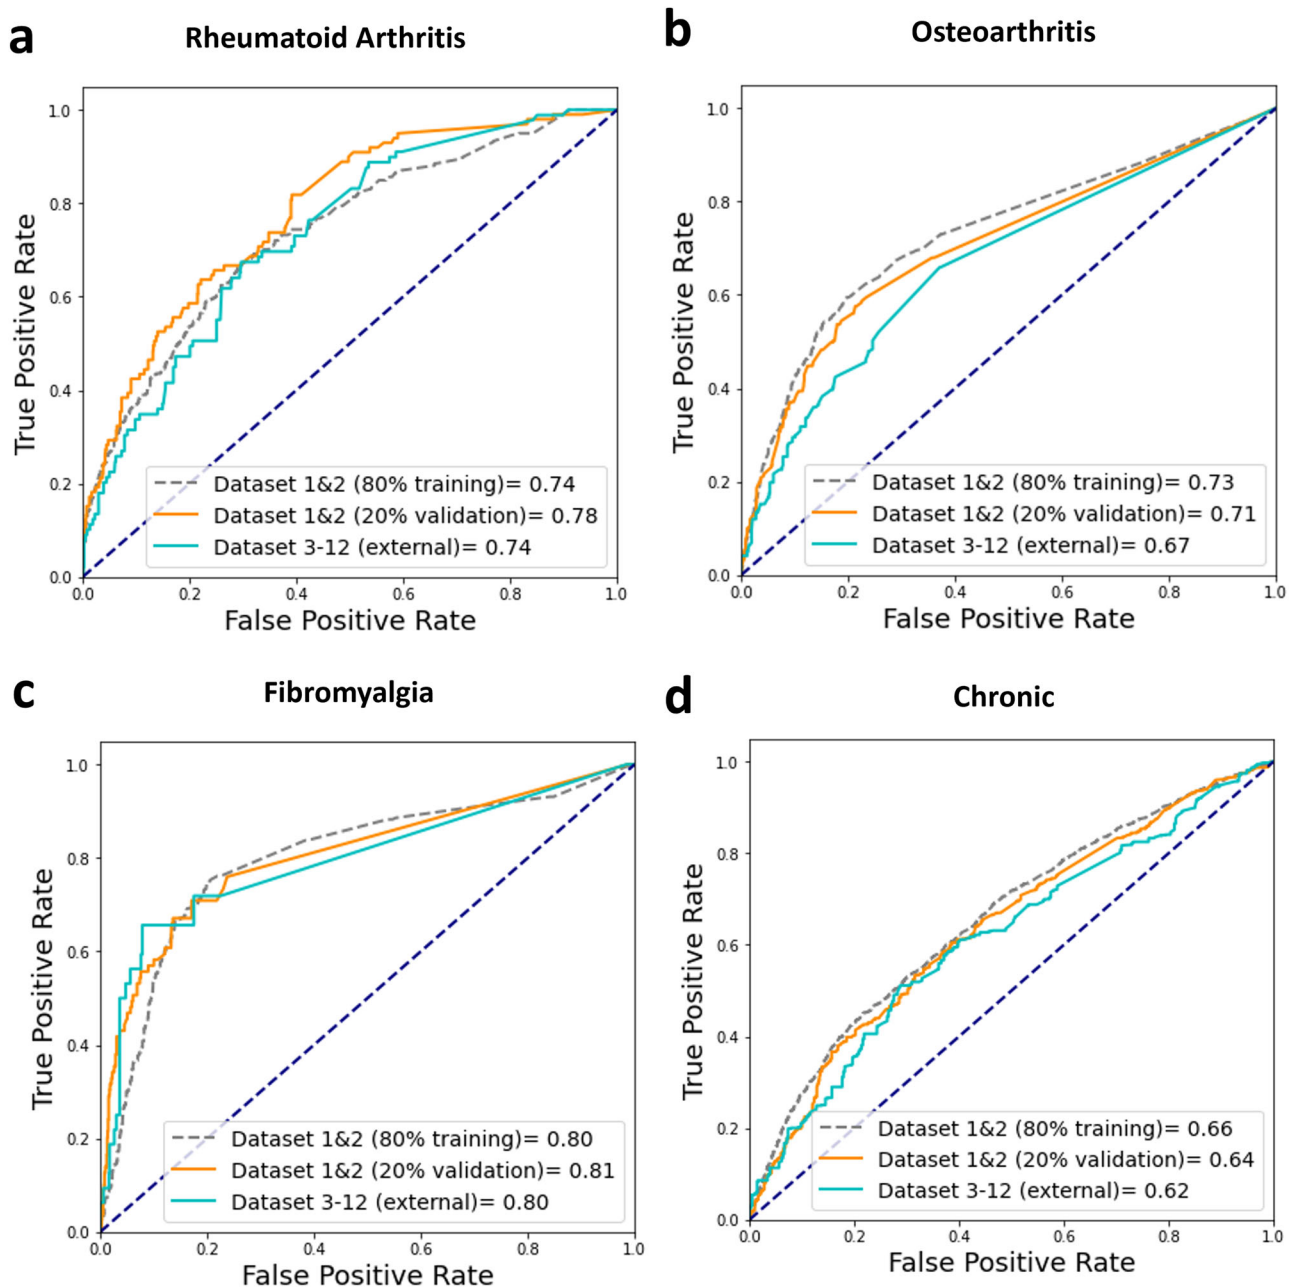 a
Rheumatoid Arthritis
1.0
0.8
0.6
0.4
0.2
0.0
True Positive Rate
Dataset 1&2 (80% training)= 0.74
Dataset 1&2 (20% validation)= 0.78
Dataset 3-12 (external)= 0.74
0.0 0.2 0.4 0.6 0.8 1.0
False Positive Rate
b
Osteoarthritis
1.0
0.8
0.6
0.4
0.2
0.0
True Positive Rate
Dataset 1&2 (80% training)= 0.73
Dataset 1&2 (20% validation)= 0.71
Dataset 3-12 (external)= 0.67
0.0 0.2 0.4 0.6 0.8 1.0
False Positive Rate
c
Fibromyalgia
1.0
0.8
0.6
0.4
0.2
0.0
True Positive Rate
Dataset 1&2 (80% training)= 0.80
Dataset 1&2 (20% validation)= 0.81
Dataset 3-12 (external)= 0.80
0.0 0.2 0.4 0.6 0.8 1.0
False Positive Rate
d
Chronic
1.0
0.8
0.6
0.4
0.2
0.0
True Positive Rate
Dataset 1&2 (80% training)= 0.66
Dataset 1&2 (20% validation)= 0.64
Dataset 3-12 (external)= 0.62
0.0 0.2 0.4 0.6 0.8 1.0
False Positive Rate